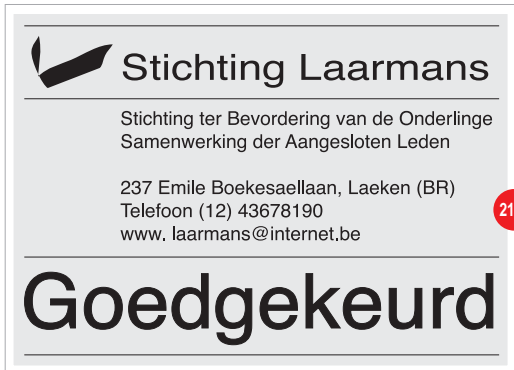 Stichting Laarmans
Stichting ter Bevordering van de Onderlinge
Samenwerking der Aangesloten Leden
237 Emile Boekesaellaan, Laeken (BR)
Telefoon (12) 43678190
www. laarmans@internet.be
21
Goedgekeurd